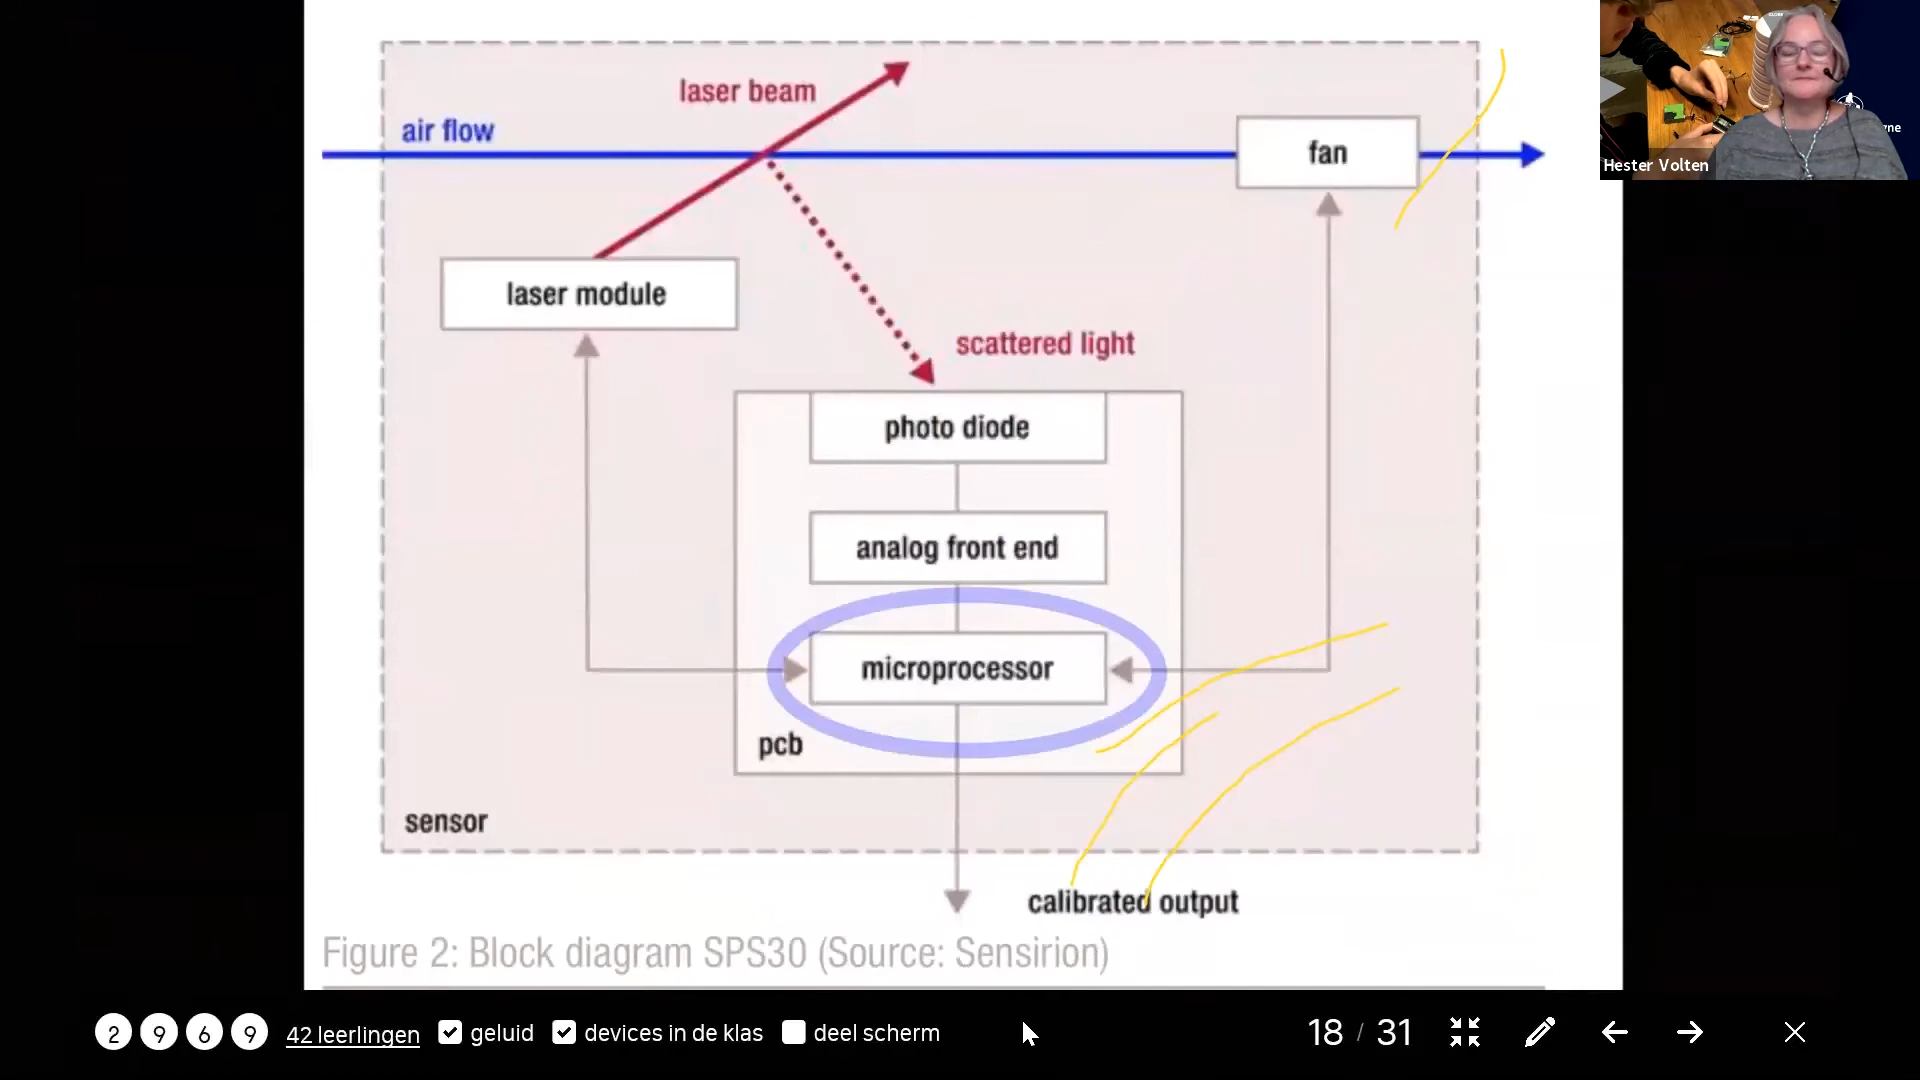 laser beam
air flow
fan
ne
Hester Volten
laser module
scattered light
photo diode
analog front end
microprocessor
pcb
sensor
calibrated output
Figure 2: Block diagram SPS30 (Source: Sensirion)
2 9 6 9 42 leerlingen geluid devices in de klas deel scherm 18 / 31